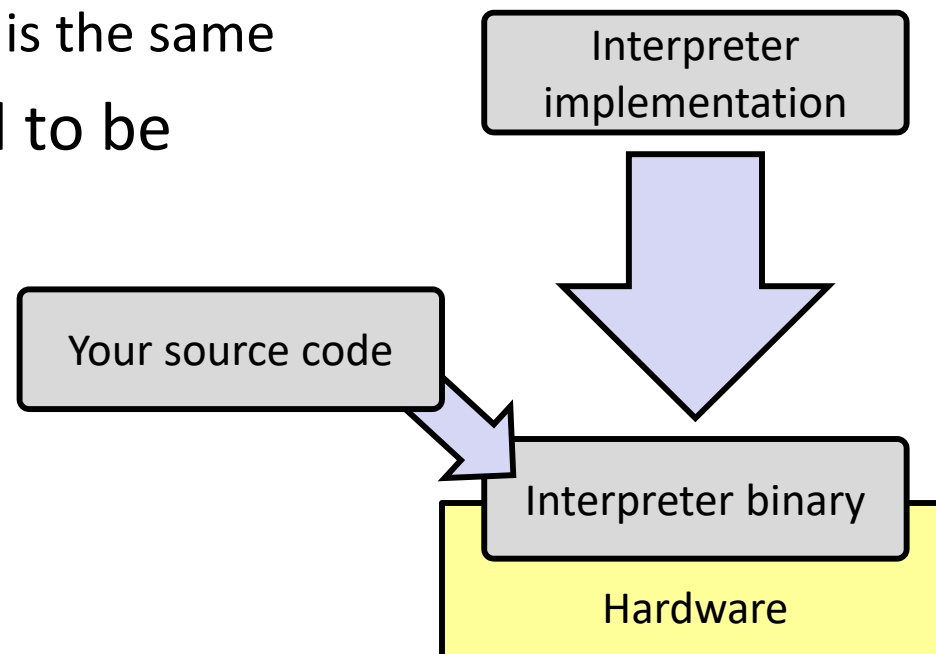 is the same
to be
Interpreter
implementation
Your source code
Interpreter binary
Hardware